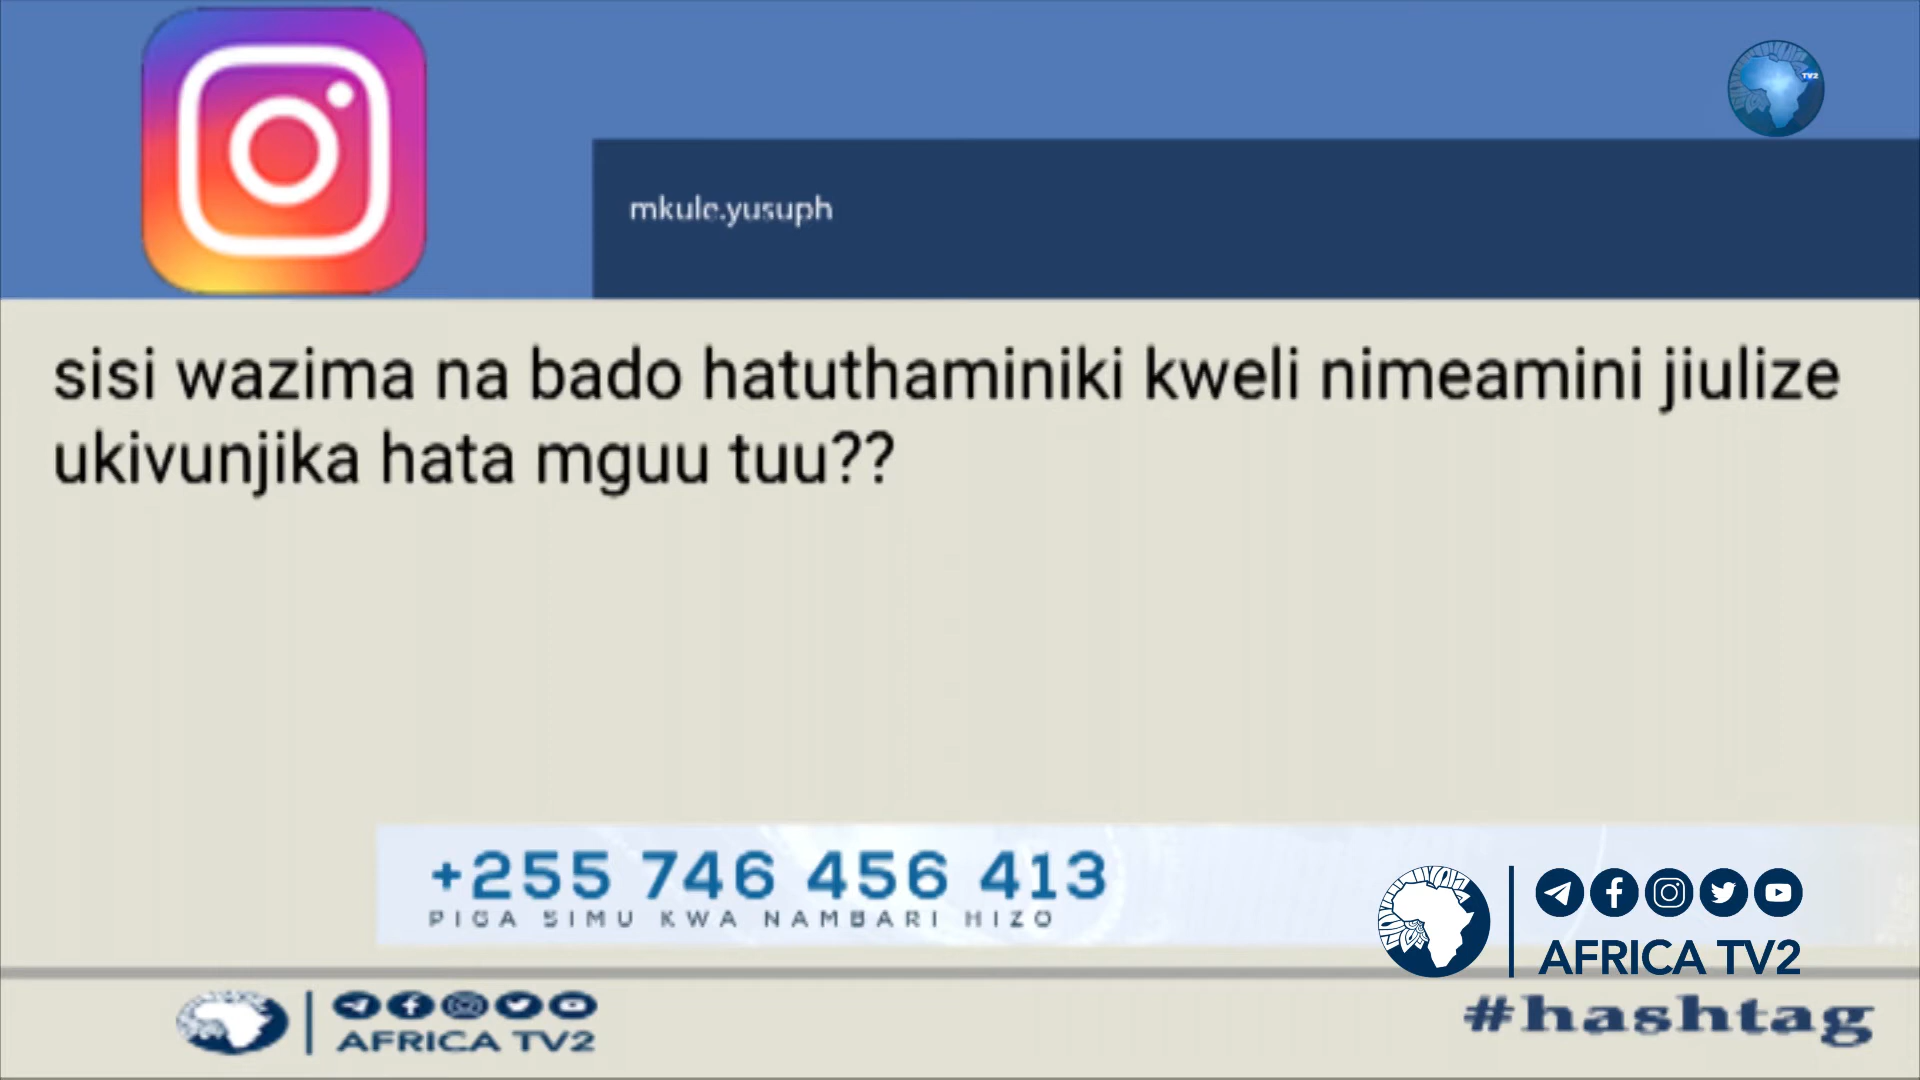 TV2
mkule.yusuph
sisi wazima na bado hatuthaminiki kweli nimeamini jiulize
ukivunjika hata mguu tuu??
+255 746 456 413
PIGA SIMU KWA NAMBARI HIZO
AFRICA TV2
AFRICA TV2
#hashtag